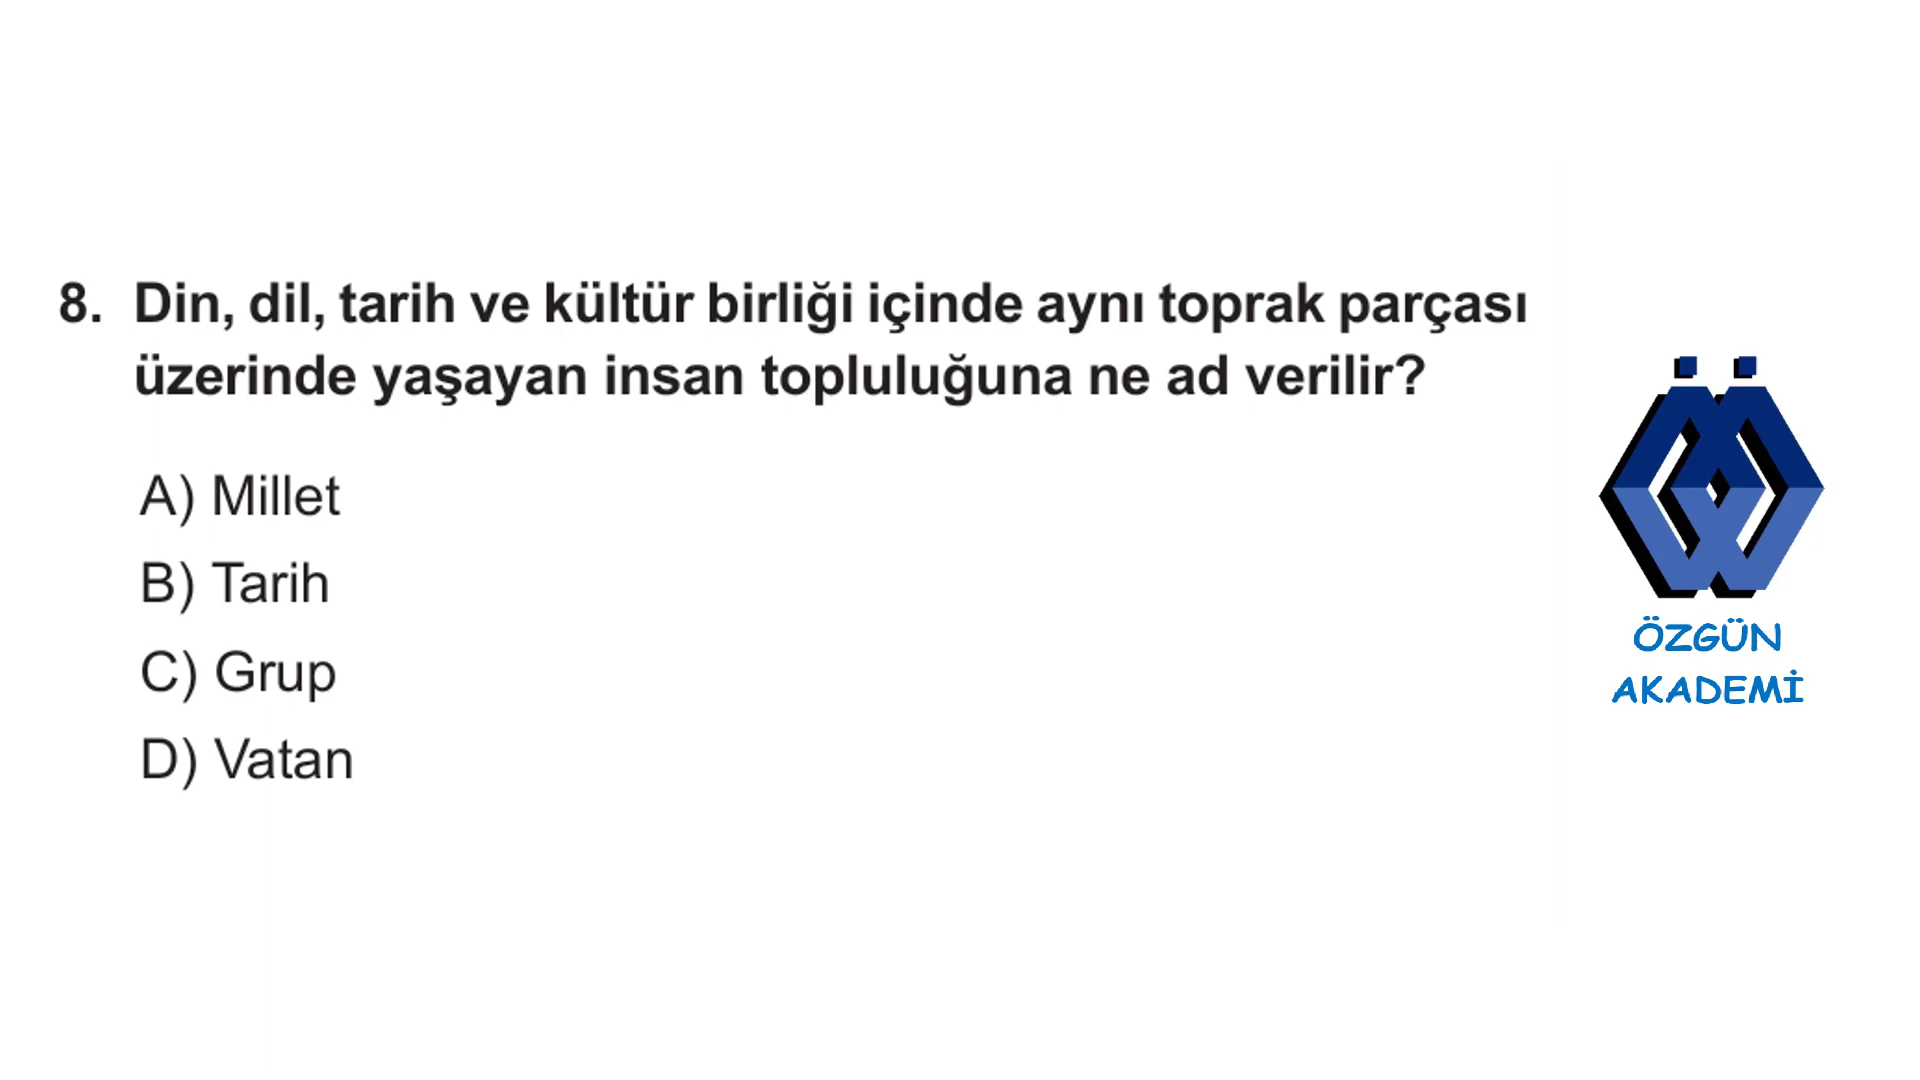 8. Din, dil, tarih ve kültür birliği içinde aynı toprak parçası
üzerinde yaşayan insan topluluğuna ne ad verilir?
A) Millet
B) Tarih
C) Grup
D) Vatan
ÖZGÜN
AKADEMİ